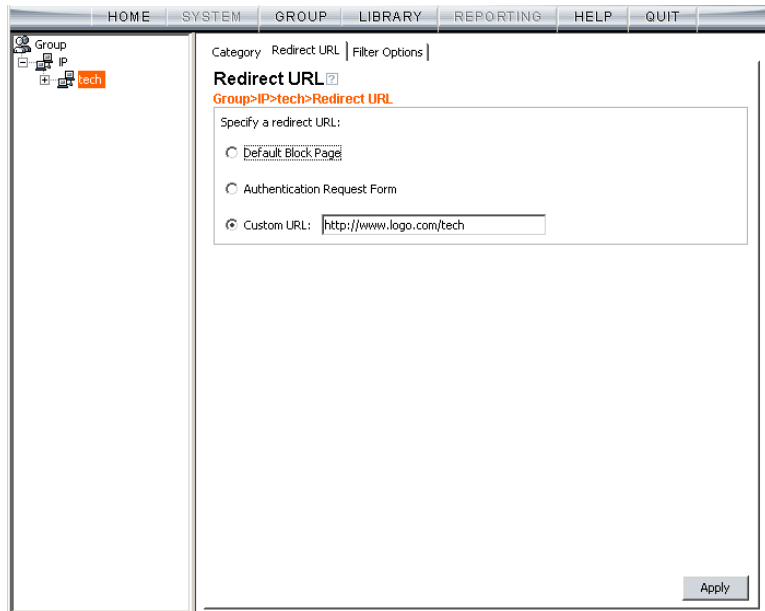 HOME SYSTEM GROUP LIBRARY REPORTING HELP QUIT
Group
IP
tech
Category Redirect URL Filter Options
Redirect URL ?
Group>IP>tech>Redirect URL
Specify a redirect URL:
Default Block Page
Authentication Request Form
Custom URL: http://www.logo.com/tech
Apply